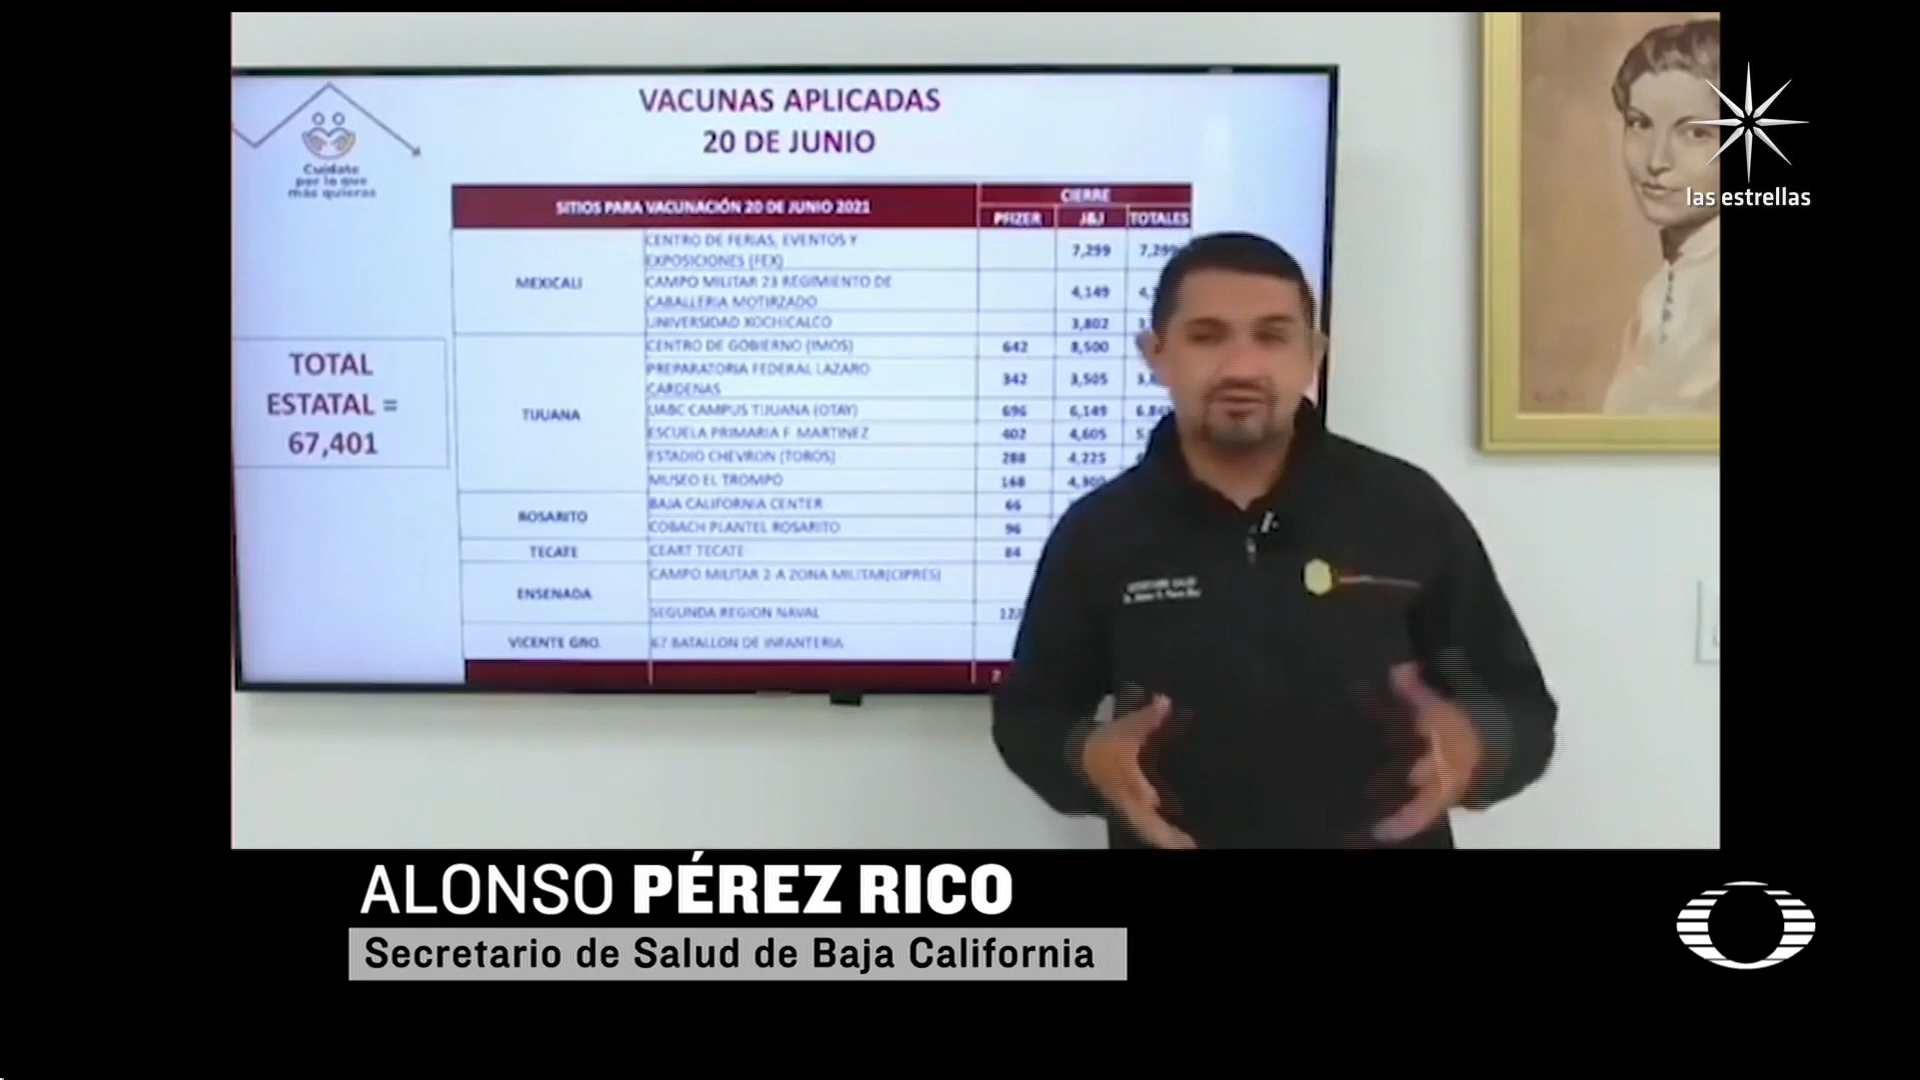 VACUNAS APLICADAS
20 DE JUNIO
Cuídate
por lo que
más quieras
las estrellas
SITIOS PARA VACUNACIÓN 20 DE JUNIO 2021
CIERRE
PFIZER J&J TOTALES
MEXICALI
CENTRO DE FERIAS, EVENTOS Y
EXPOSICIONES (FEX)
7,299 7,299
CAMPO MILITAR 23 REGIMIENTO DE
CABALLERIA MOTIRZADO
4,149
UNIVERSIDAD XOCHICALCO 3,802
TOTAL
ESTATAL =
67,401
TIJUANA
CENTRO DE GOBIERNO (IMOS) 642 8,500
PREPARATORIA FEDERAL LAZARO
CARDENAS
342 3,505
UABC CAMPUS TIJUANA (OTAY) 696 6,149
ESCUELA PRIMARIA F. MARTINEZ 402 4,605
ESTADIO CHEVRON (TOROS) 288 4,225
MUSEO EL TROMPO 168
ROSARITO
BAJA CALIFORNIA CENTER 66
COBACH PLANTEL ROSARITO 96
TECATE CEART TECATE 84
ENSENADA
CAMPO MILITAR 2-A ZONA MILITAR(CIPRES)
SEGUNDA REGION NAVAL
VICENTE GRO. 67 BATALLON DE INFANTERIA
ALONSO PÉREZ RICO
Secretario de Salud de Baja California